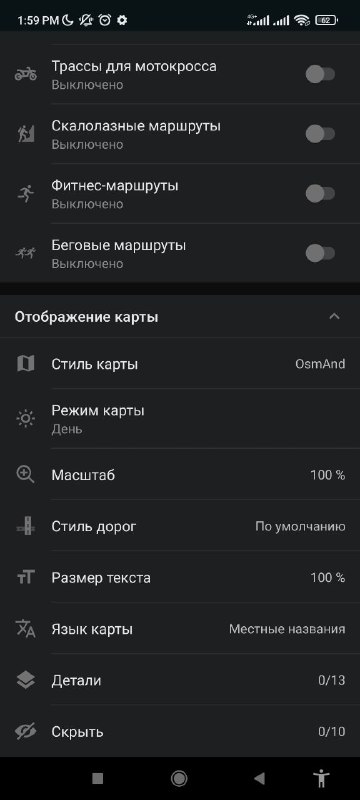 1:59 PM
4G+
62
Трассы для мотокросса
Выключено
Скалолазные маршруты
Выключено
Фитнес-маршруты
Выключено
Беговые маршруты
Выключено
Отображение карты
Стиль карты OsmAnd
Режим карты
День
Масштаб 100 %
Стиль дорог По умолчанию
Размер текста 100 %
Язык карты Местные названия
Детали 0/13
Скрыть 0/10